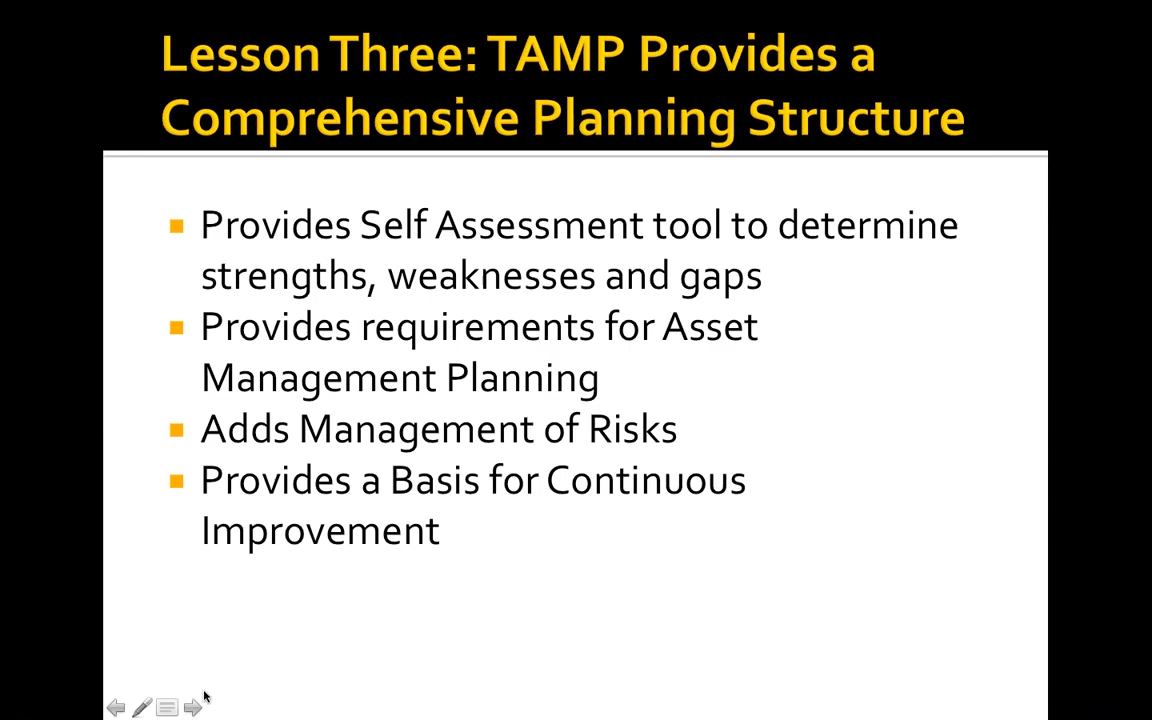 Lesson Three: TAMP Provides a
Comprehensive Planning Structure
Provides Self Assessment tool to determine
strengths, weaknesses and gaps
Provides requirements for Asset
Management Planning
Adds Management of Risks
Provides a Basis for Continuous
Improvement